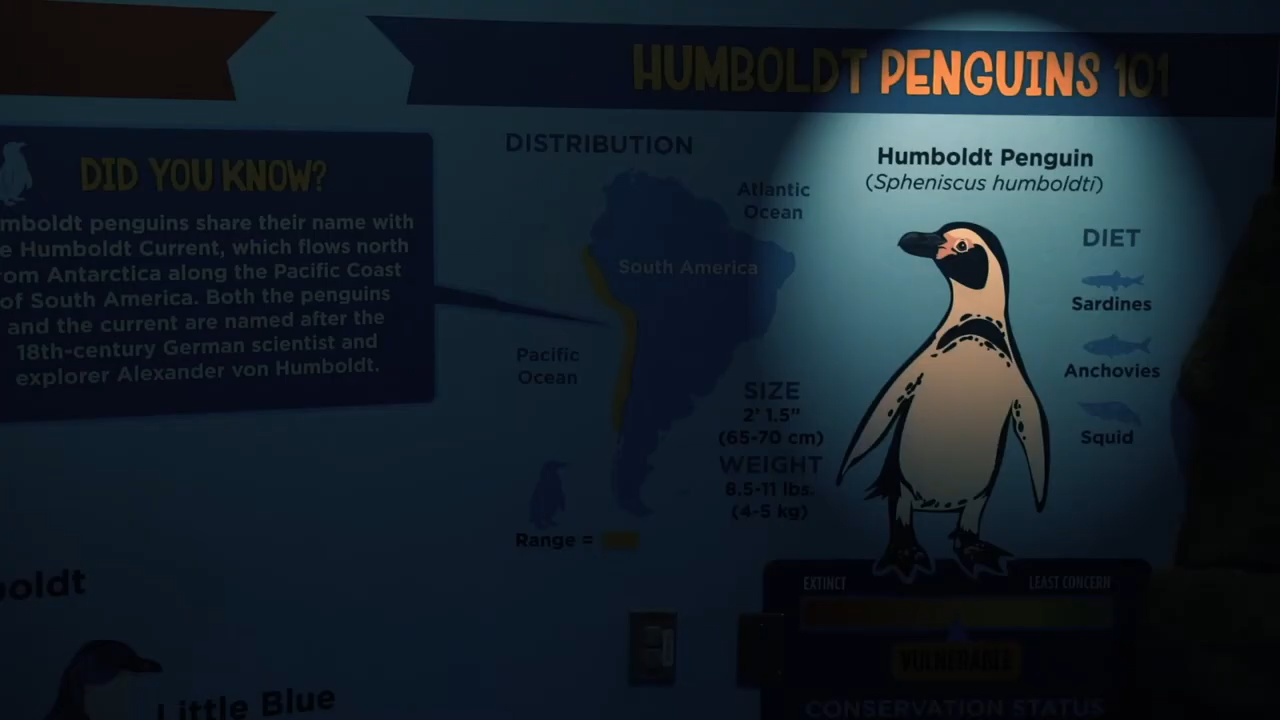 HUMBOLDT PENGUINS 101
DID YOU KNOW?
mboldt penguins share their name with
e Humboldt Current, which flows north
rom Antarctica along the Pacific Coast
of South America. Both the penguins
and the current are named after the
18th-century German scientist and
explorer Alexander von Humboldt.
DISTRIBUTION
Atlantic
Ocean
South America
Pacific
Ocean
Range =
SIZE
2' 1.5"
(65-70 cm)
WEIGHT
8.5-11 lbs.
(4-5 kg)
Humboldt Penguin
(Spheniscus humboldti)
DIET
Sardines
Anchovies
Squid
EXTINCT
LEAST CONCERN
VULNERABLE
CONSERVATION STATUS
boldt
Little Blue